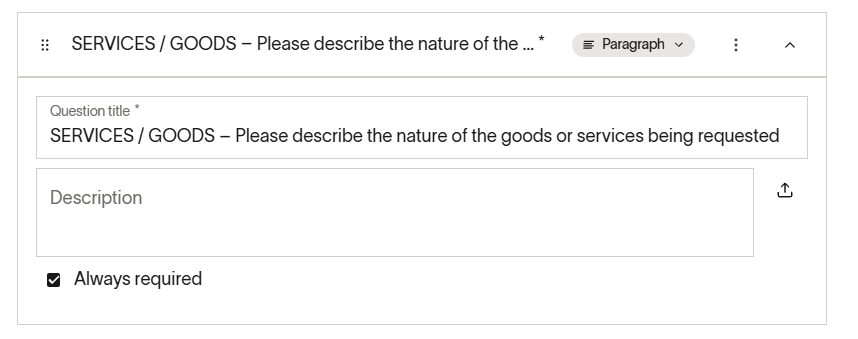 SERVICES / GOODS – Please describe the nature of the ... *
Paragraph
Question title *
SERVICES / GOODS – Please describe the nature of the goods or services being requested
Description
Always required